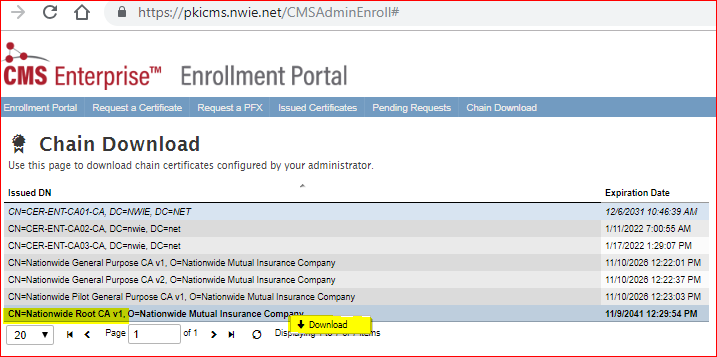 https://pkicms.nwie.net/CMSAdminEnroll#
CMS Enterprise™ Enrollment Portal
Enrollment Portal Request a Certificate Request a PFX Issued Certificates Pending Requests Chain Download
Chain Download
Use this page to download chain certificates configured by your administrator.
Issued DN Expiration Date
CN=CER-ENT-CA01-CA, DC=NWIE, DC=NET 12/6/2031 10:46:39 AM
CN=CER-ENT-CA02-CA, DC=nwie, DC=net 1/11/2022 7:00:55 AM
CN=CER-ENT-CA03-CA, DC=nwie, DC=net 1/17/2022 1:29:07 PM
CN=Nationwide General Purpose CA v1, O=Nationwide Mutual Insurance Company 11/10/2026 12:22:01 PM
CN=Nationwide General Purpose CA v2, O=Nationwide Mutual Insurance Company 11/10/2026 12:22:37 PM
CN=Nationwide Pilot General Purpose CA v1, O=Nationwide Mutual Insurance Company 11/10/2026 12:23:03 PM
CN=Nationwide Root CA v1, O=Nationwide Mutual Insurance Company 11/9/2041 12:29:54 PM
Download
20 Page 1 of 1 Displaying items